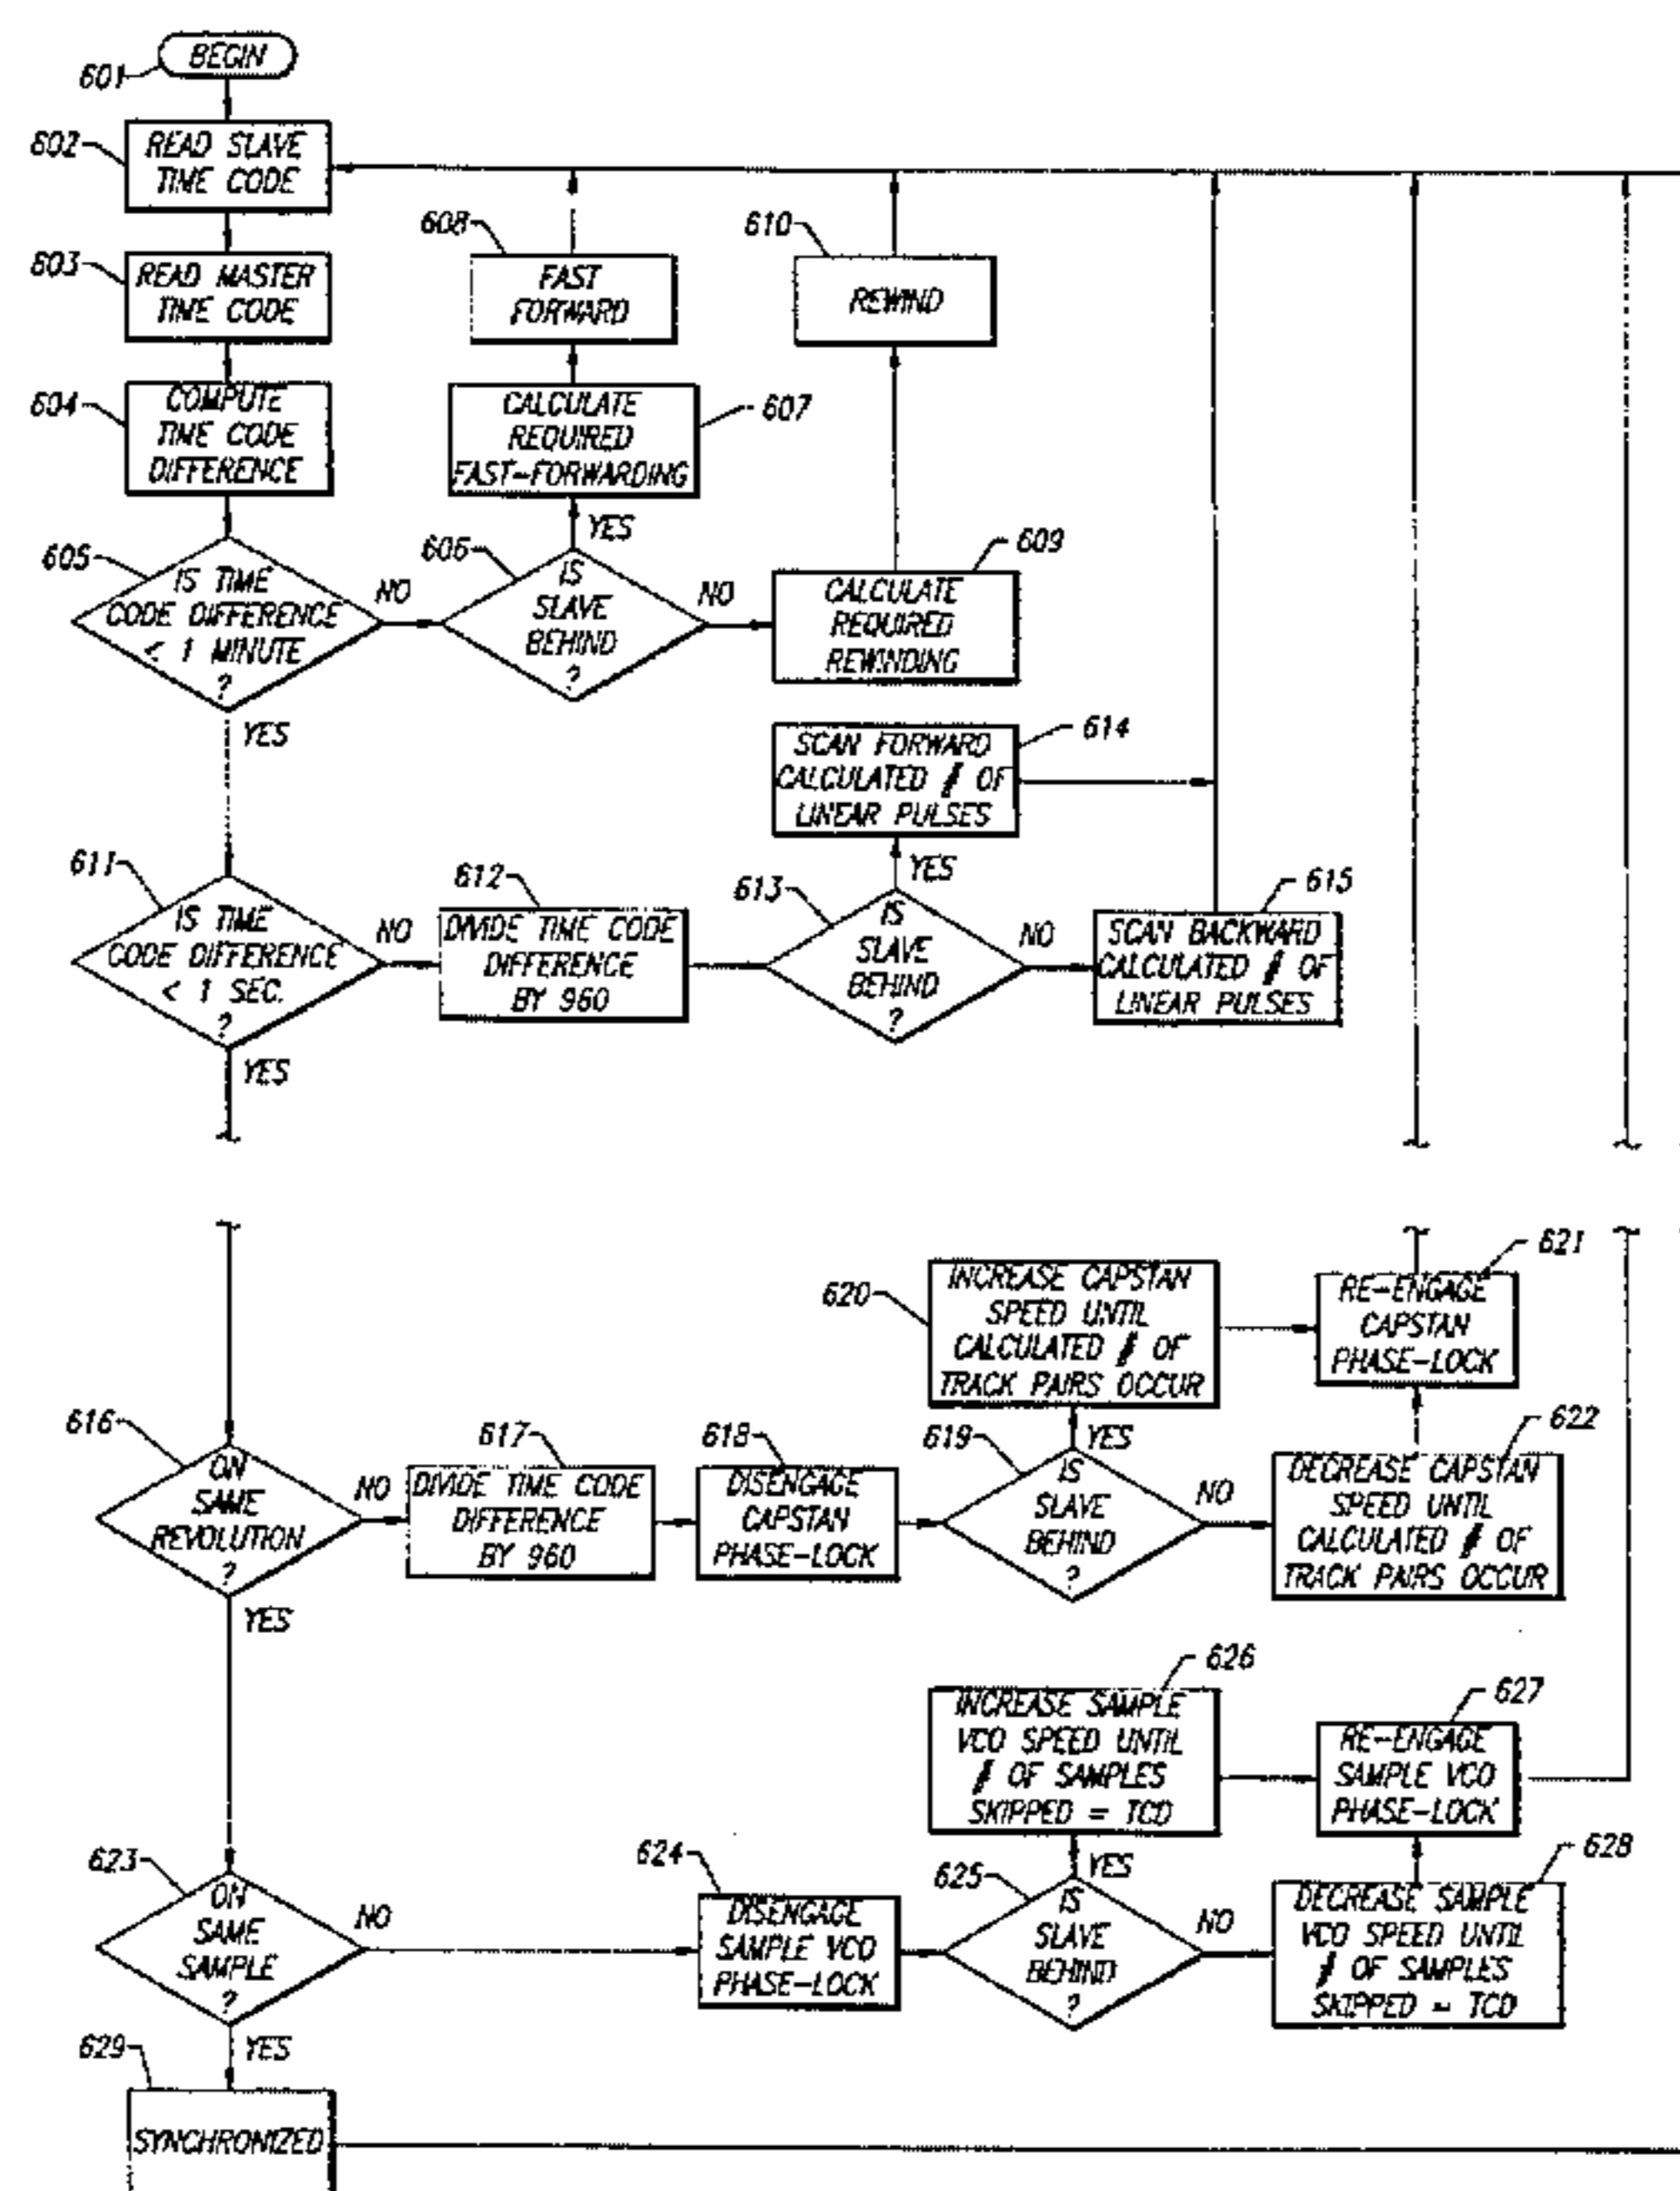 BEGIN
601
602
READ SLAVE
TIME CODE
603
READ MASTER
TIME CODE
608
FAST
FORWARD
610
REWIND
604
COMPUTE
TIME CODE
DIFFERENCE
CALCULATE
REQUIRED
FAST-FORWARDING
607
YES
605
IS TIME
CODE DIFFERENCE
< 1 MINUTE
?
NO
606
IS
SLAVE
BEHIND
?
NO
609
CALCULATE
REQUIRED
REWINDING
YES
614
SCAN FORWARD
CALCULATED # OF
LINEAR PULSES
YES
611
IS TIME
CODE DIFFERENCE
< 1 SEC.
?
NO
612
DIVIDE TIME CODE
DIFFERENCE
BY 960
613
IS
SLAVE
BEHIND
?
NO
615
SCAN BACKWARD
CALCULATED # OF
LINEAR PULSES
YES
620
INCREASE CAPSTAN
SPEED UNTIL
CALCULATED # OF
TRACK PAIRS OCCUR
621
RE-ENGAGE
CAPSTAN
PHASE-LOCK
YES
616
ON
SAME
REVOLUTION
?
NO
617
DIVIDE TIME CODE
DIFFERENCE
BY 960
618
DISENGAGE
CAPSTAN
PHASE-LOCK
619
IS
SLAVE
BEHIND
?
NO
622
DECREASE CAPSTAN
SPEED UNTIL
CALCULATED # OF
TRACK PAIRS OCCUR
YES
626
INCREASE SAMPLE
VCO SPEED UNTIL
# OF SAMPLES
SKIPPED = TCD
627
RE-ENGAGE
SAMPLE VCO
PHASE-LOCK
YES
623
ON
SAME
SAMPLE
?
NO
624
DISENGAGE
SAMPLE VCO
PHASE-LOCK
625
IS
SLAVE
BEHIND
?
NO
628
DECREASE SAMPLE
VCO SPEED UNTIL
# OF SAMPLES
SKIPPED = TCD
YES
629
SYNCHRONIZED